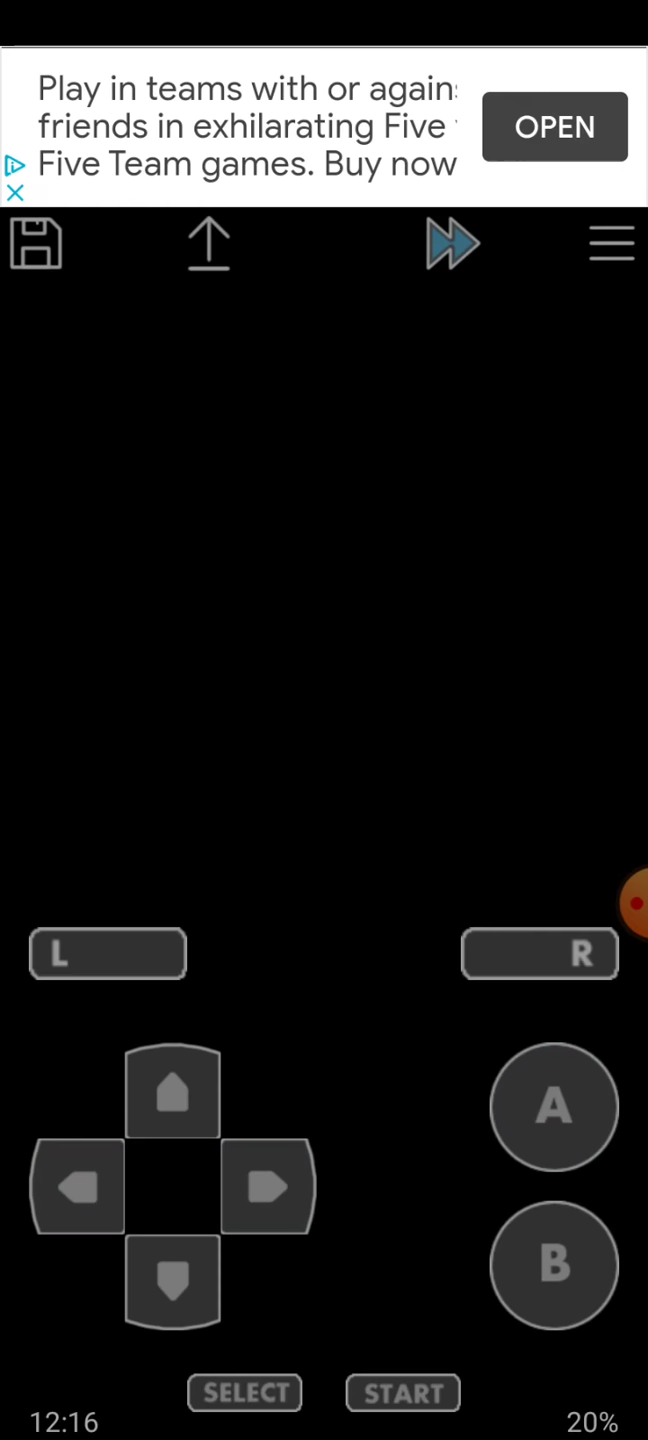 Play in teams with or agains
friends in exhilarating Five
Five Team games. Buy now
OPEN
L
R
A
B
SELECT
START
12:16
20%